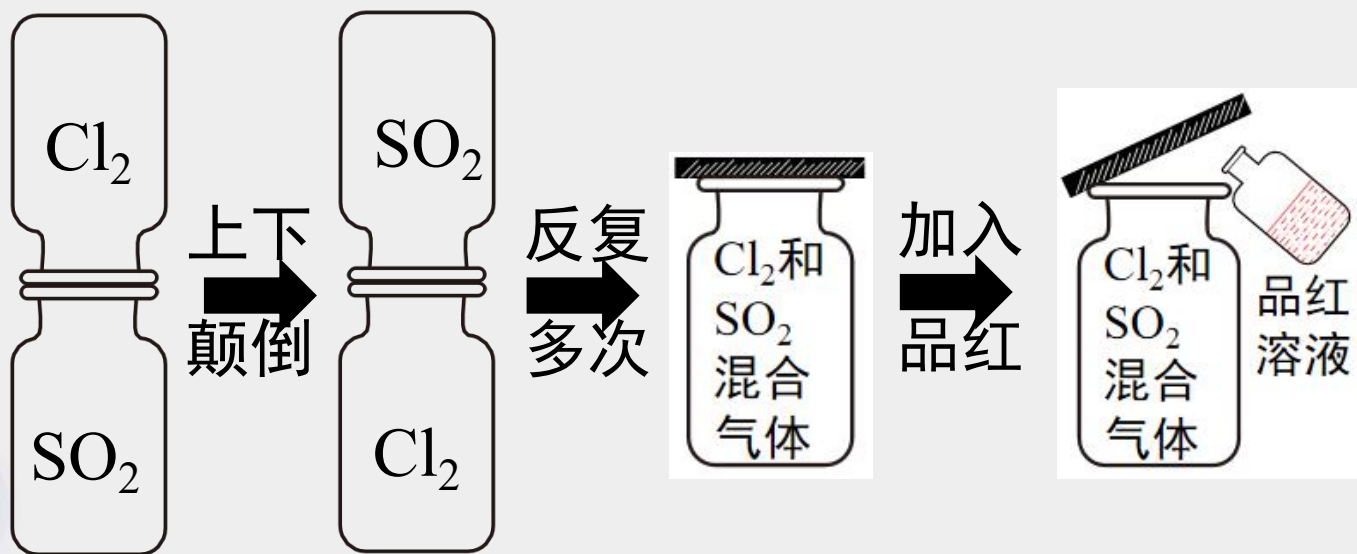 Cl₂
SO₂
上下
颠倒
SO₂
Cl₂
反复
多次
Cl₂和
SO₂
混合
气体
加入
品红
Cl₂和
SO₂
混合
气体
品红
溶液